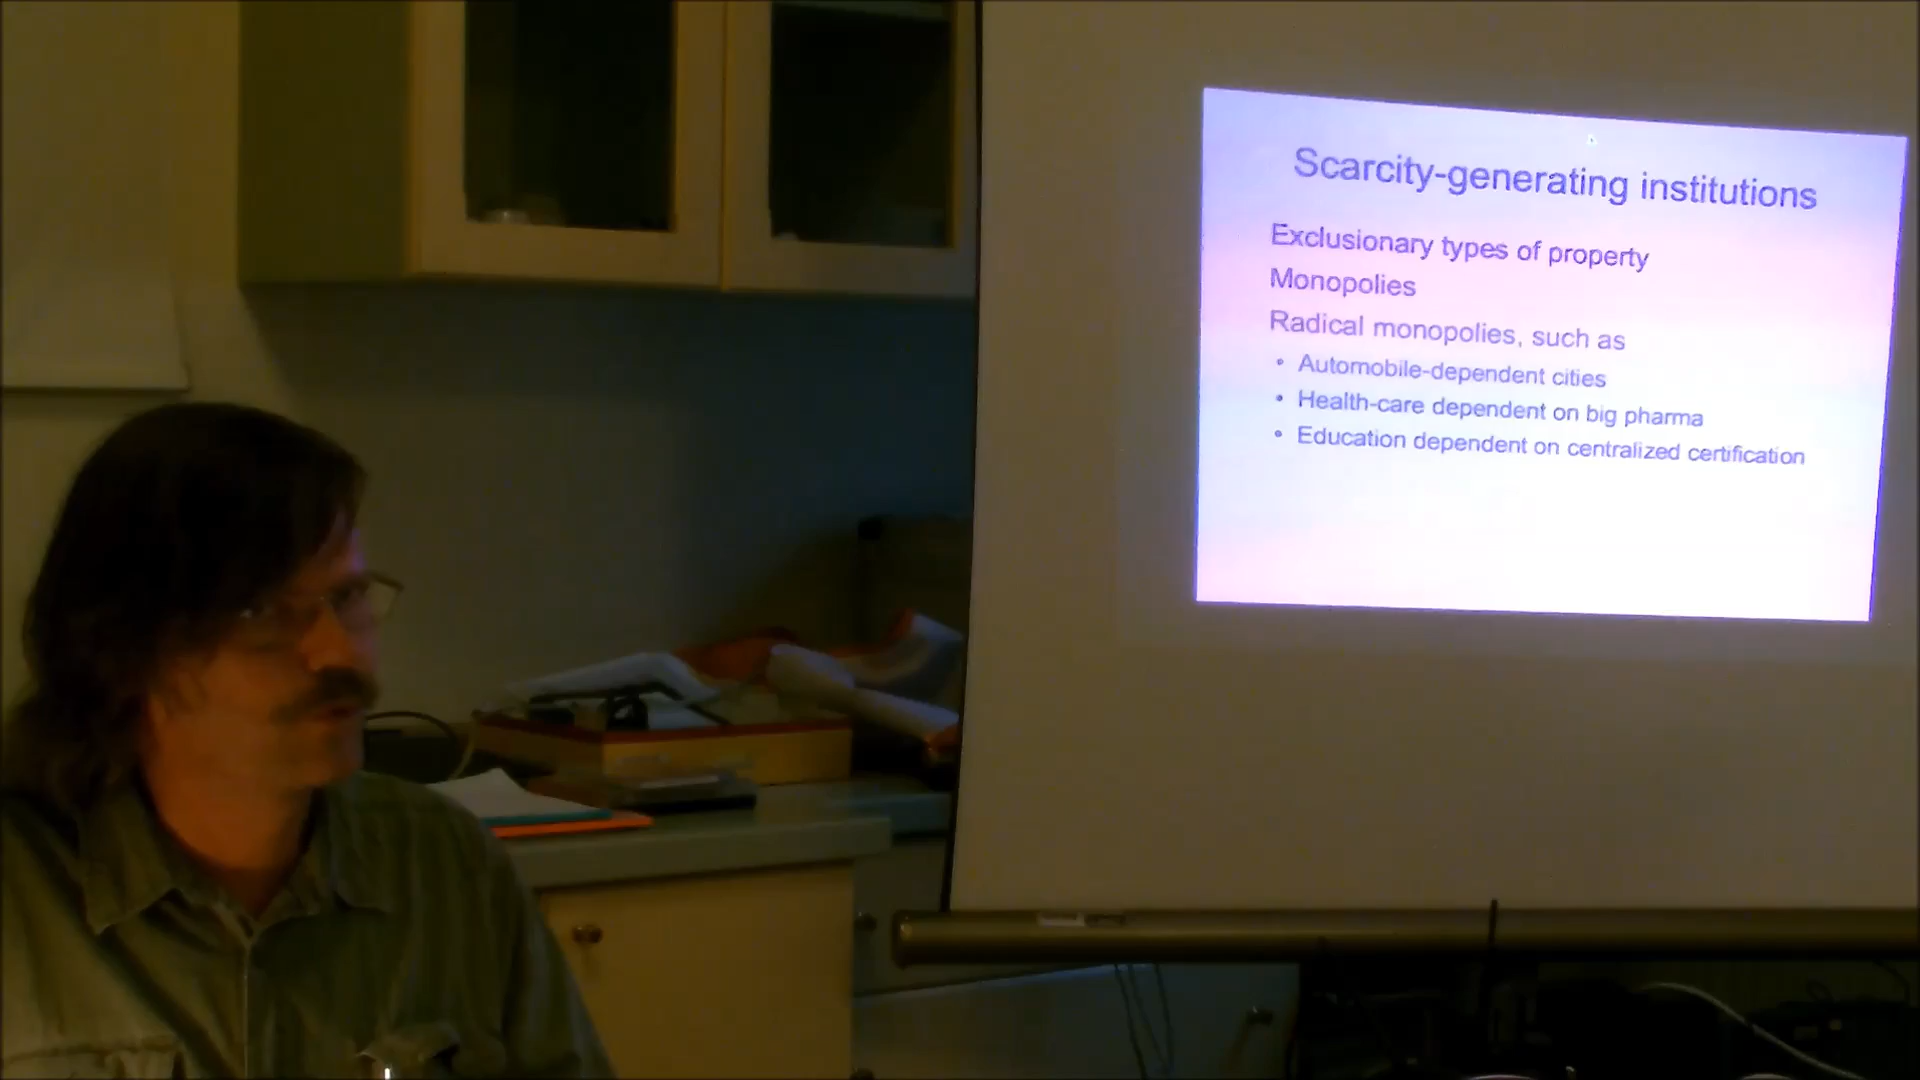 Scarcity-generating institutions
Exclusionary types of property
Monopolies
Radical monopolies, such as
• Automobile-dependent cities
• Health-care dependent on big pharma
• Education dependent on centralized certification